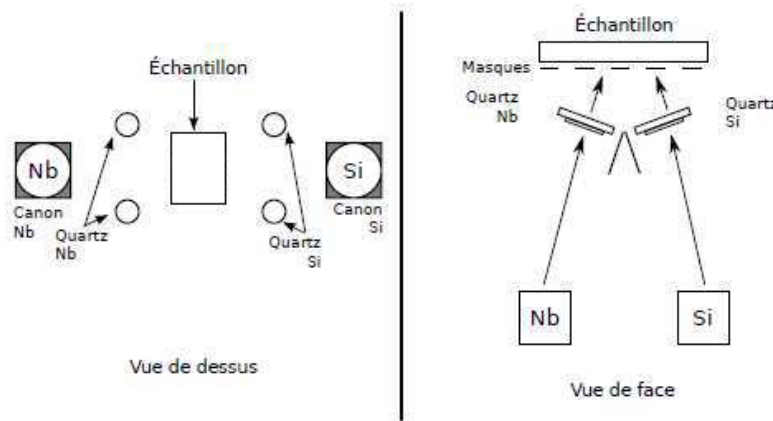 Échantillon
Nb
Si
Canon
Nb
Quartz
Nb
Quartz
Si
Canon
Si
Vue de dessus
Échantillon
Masques
Quartz
Nb
Quartz
Si
Nb
Si
Vue de face